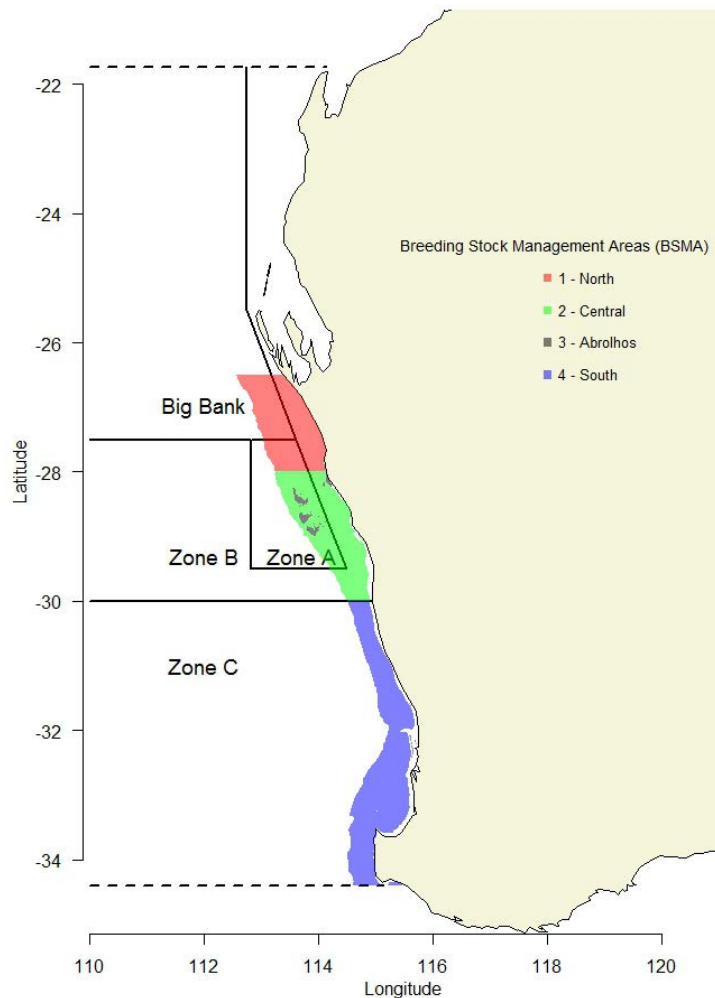 -22
-24
-26
-28
-30
-32
-34
Latitude
Breeding Stock Management Areas (BSMA)
1 - North
2 - Central
3 - Abrolhos
4 - South
Big Bank
Zone B
Zone A
Zone C
110
112
114
116
118
120
Longitude